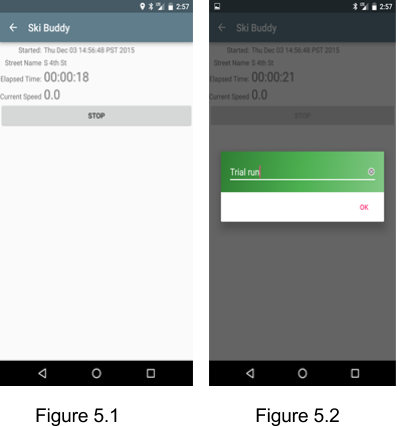 2:57
Ski Buddy
Started: Thu Dec 03 14:56:48 PST 2015
Street Name S 4th St
Elapsed Time: 00:00:18
Current Speed 0.0
STOP
Figure 5.1
2:57
Ski Buddy
Started: Thu Dec 03 14:56:48 PST 2015
Street Name S 4th St
Elapsed Time: 00:00:21
Current Speed 0.0
STOP
Trial run
OK
Figure 5.2